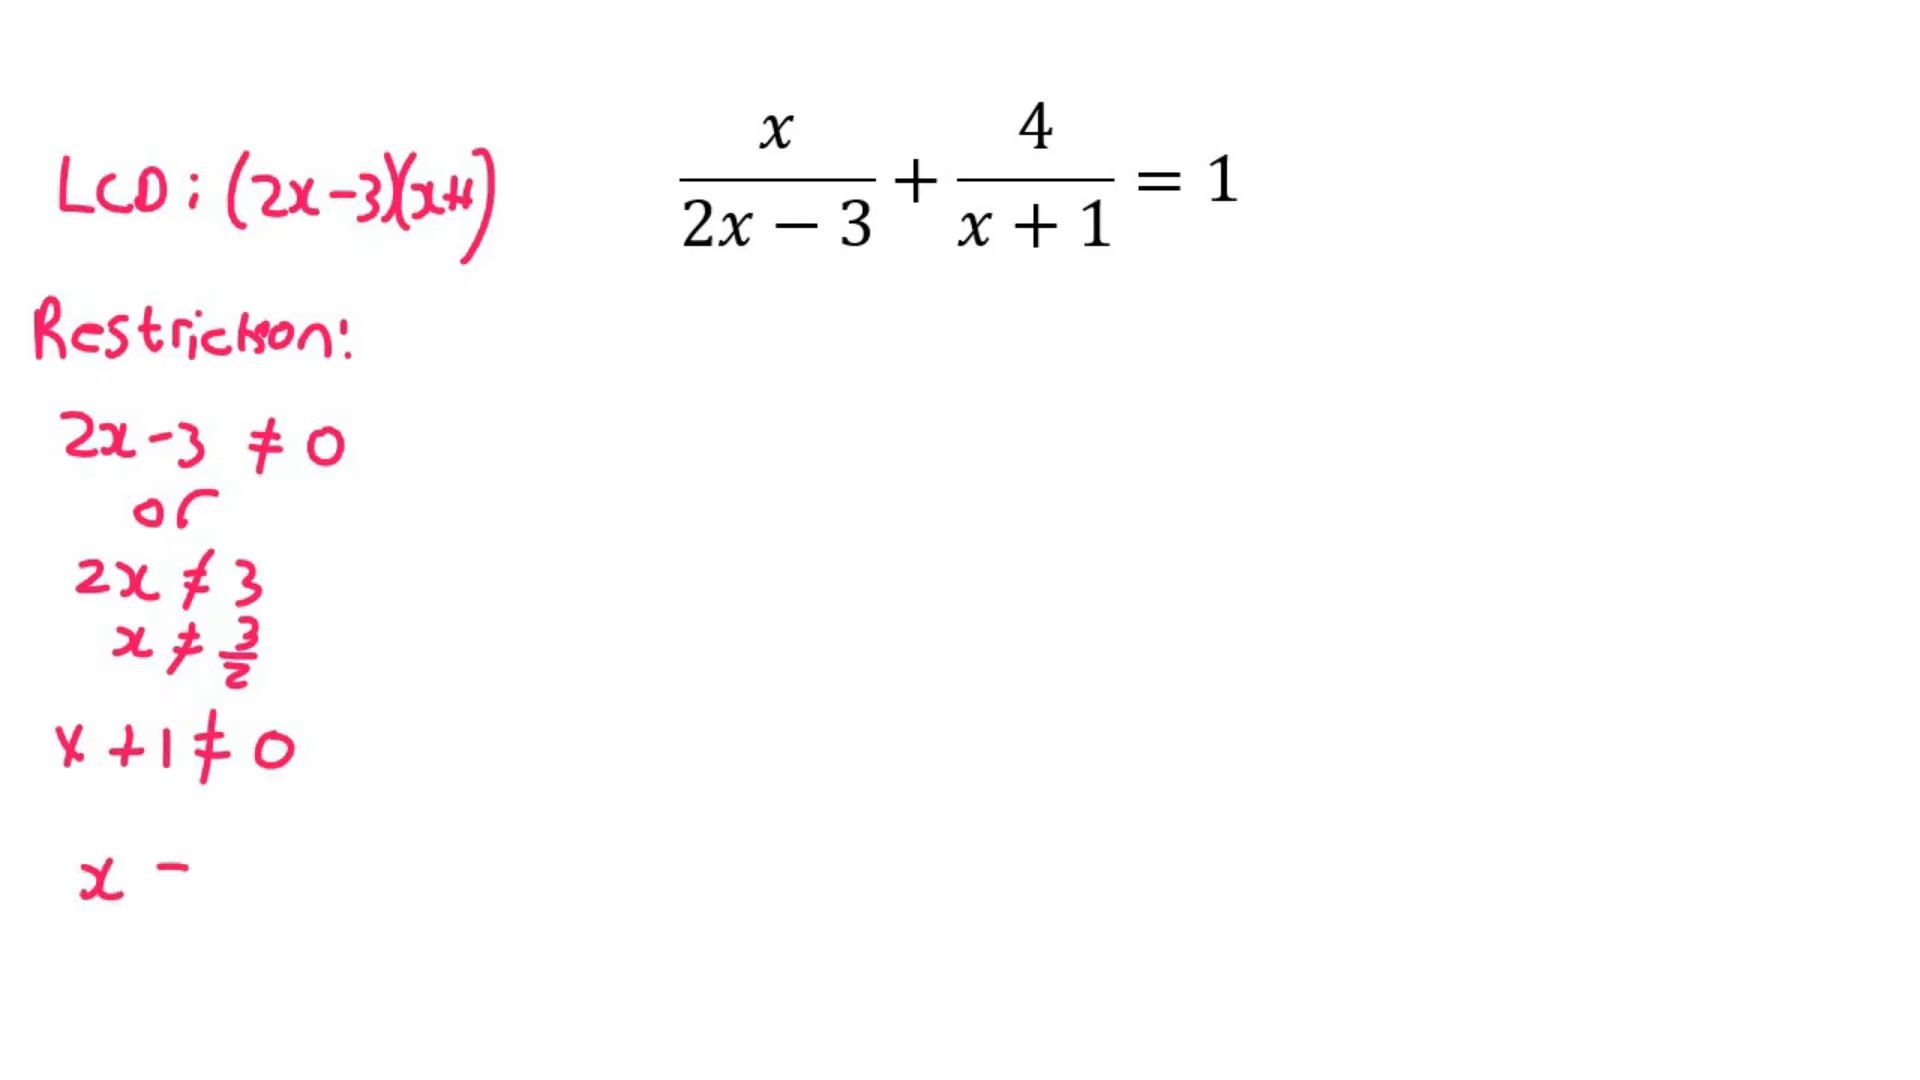 x/(2x − 3) + 4/(x + 1) = 1
LCD: (2x-3)(x+1)
Restriction:
2x-3 ≠ 0
or
2x ≠ 3
x ≠ 3/2
x +1 ≠ 0
x −